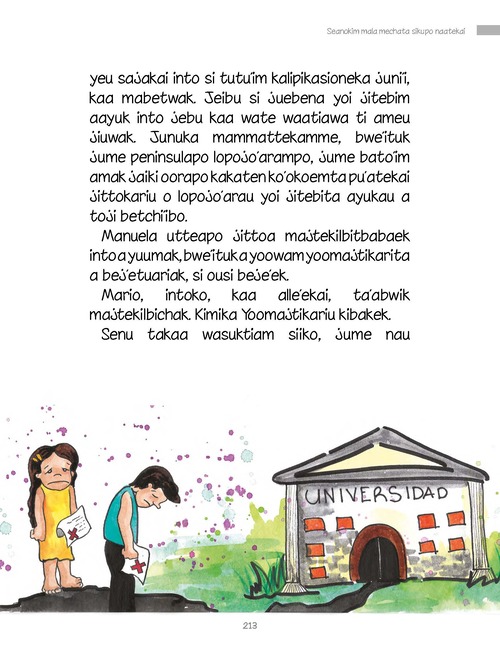 Seanokim mala mechata sikupo naatekai
yeu sajakai into si tutu'im kalipikasioneka junii,
kaa mabetwak. Jeibu si juebena yoi jitebim
aayuk into jebu kaa wate waatiawa ti ameu
jiuwak. Junuka mammattekamme, bwe'ituk
jume peninsulapo lopojo'arampo, jume bato'im
amak jaiki oorapo kakaten ko'okoemta pu'atekai
jittokariu o lopojo'arau yoi jitebita ayukau a
toji betchi'ibo.
Manuela utteapo jittoa majtekilbitbabaek
into a yuumak, bwe'ituk a yoowam yoomajtikarita
a bej'etuariak, si ousi beje'ek.
Mario, intoko, kaa alle'ekai, ta'abwik
majtekilbichak. Kimika Yoomajtikariu kibakek.
Senu takaa wasuktiam siiko, jume nau
UNIVERSIDAD
213